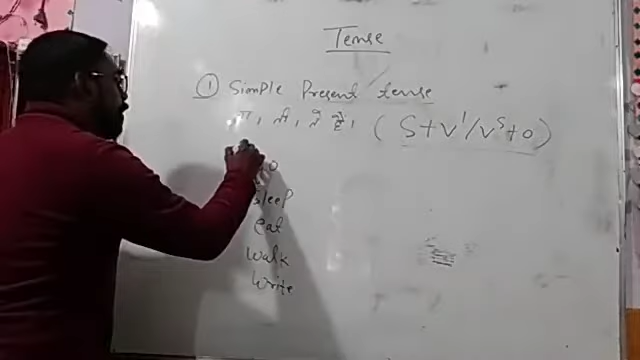 Tense
① Simple Present tense
ता, ती, ते है, ( S+V¹/Vˢ+O )
sleep
eat
walk
write